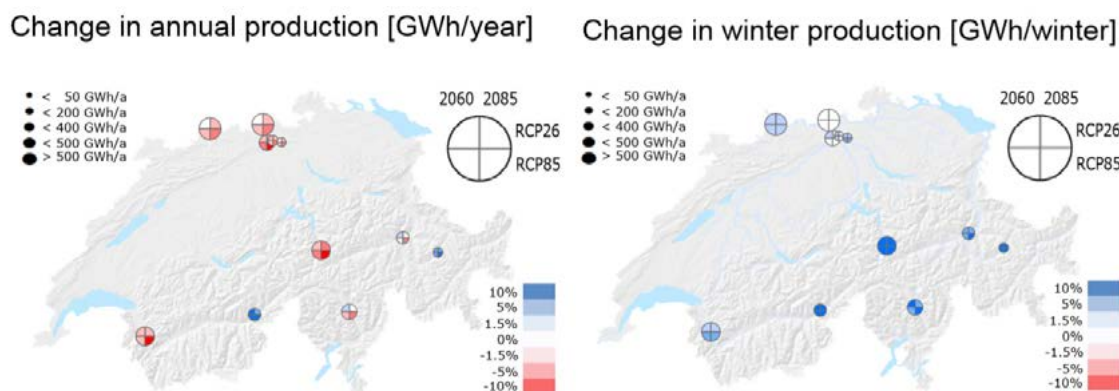 Change in annual production [GWh/year]
< 50 GWh/a
< 200 GWh/a
< 400 GWh/a
< 500 GWh/a
> 500 GWh/a
2060 2085
RCP26
RCP85
10%
5%
1.5%
0%
-1.5%
-5%
-10%
Change in winter production [GWh/winter]
< 50 GWh/a
< 200 GWh/a
< 400 GWh/a
< 500 GWh/a
> 500 GWh/a
2060 2085
RCP26
RCP85
10%
5%
1.5%
0%
-1.5%
-5%
-10%